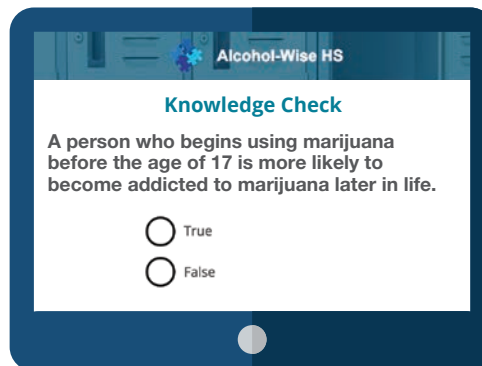 Alcohol-Wise HS
Knowledge Check
A person who begins using marijuana
before the age of 17 is more likely to
become addicted to marijuana later in life.
True
False